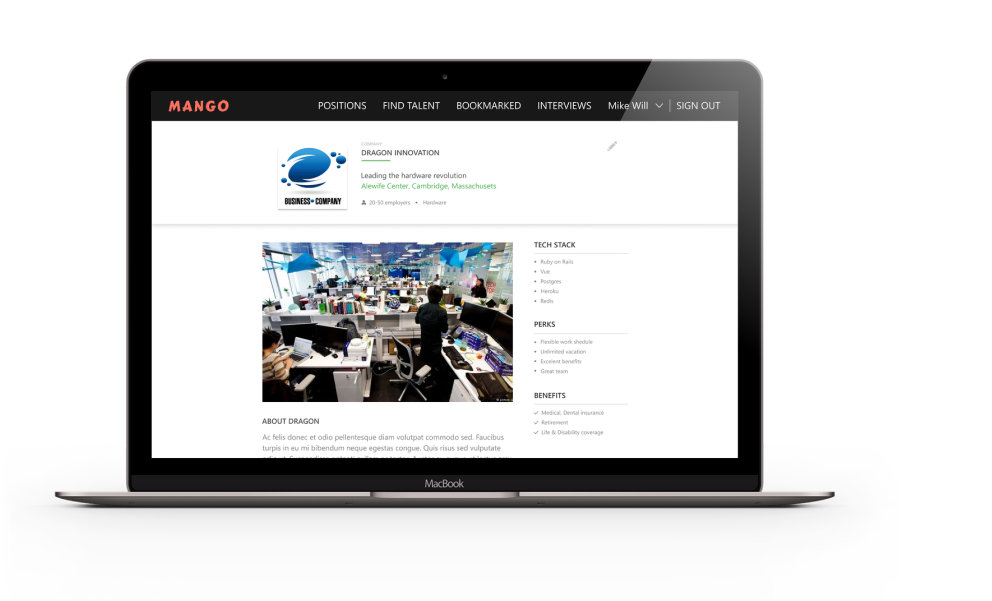 MANGO
POSITIONS FIND TALENT BOOKMARKED INTERVIEWS Mike Will SIGN OUT
COMPANY
DRAGON INNOVATION
Leading the hardware revolution
Alewife Center, Cambridge, Massachusets
20-50 employers • Hardware
BUSINESS COMPANY
TECH STACK
• Ruby on Rails
• Vue
• Postgres
• Heroku
• Redis
PERKS
• Flexible work shedule
• Unlimited vacation
• Excelent benefits
• Great team
BENEFITS
Medical, Dental insurance
Retirement
Life & Disability coverage
ABOUT DRAGON
Ac felis donec et odio pellentesque diam volutpat commodo sed. Faucibus
turpis in eu mi bibendum neque egestas congue. Quis risus sed vulputate
MacBook